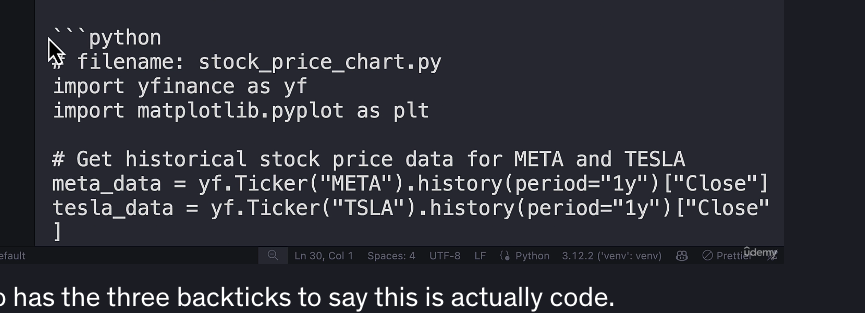 ```python
# filename: stock_price_chart.py
import yfinance as yf
import matplotlib.pyplot as plt
# Get historical stock price data for META and TESLA
meta_data = yf.Ticker("META").history(period="1y")["Close"]
tesla_data = yf.Ticker("TSLA").history(period="1y")["Close"
]
efault Ln 30, Col 1 Spaces: 4 UTF-8 LF Python 3.12.2 ('venv': venv) Prettie
ûdemy
has the three backticks to say this is actually code.